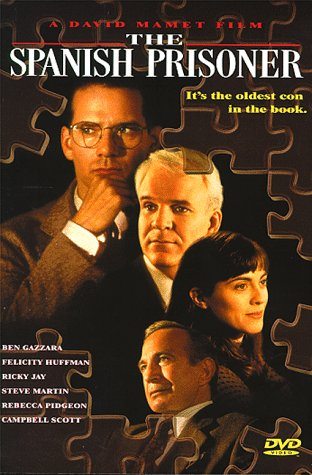 A DAVID MAMET FILM
THE
SPANISH PRISONER
It's the oldest con
in the book.
BEN GAZZARA
FELICITY HUFFMAN
RICKY JAY
STEVE MARTIN
REBECCA PIDGEON
CAMPBELL SCOTT
DVD
VIDEO